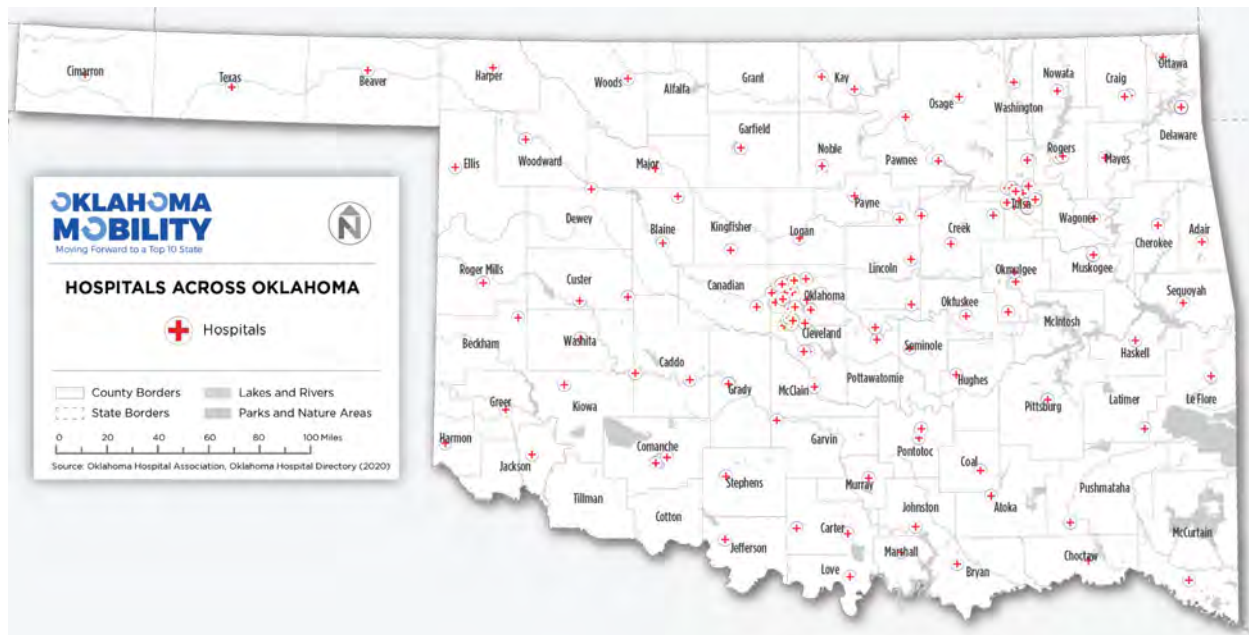 Cimarron
Texas
Beaver
Harper
Woods
Alfalfa
Grant
Kay
Osage
Washington
Nowata
Craig
Ottawa
Delaware
Ellis
Woodward
Major
Garfield
Noble
Pawnee
Rogers
Mayes
Dewey
Blaine
Kingfisher
Logan
Payne
Creek
Tulsa
Wagoner
Cherokee
Adair
Roger Mills
Custer
Canadian
Oklahoma
Lincoln
Okfuskee
Okmulgee
Muskogee
Sequoyah
Beckham
Washita
Caddo
Grady
Cleveland
McClain
Pottawatomie
Seminole
Hughes
McIntosh
Haskell
Pittsburg
Latimer
Le Flore
Greer
Kiowa
Harmon
Jackson
Comanche
Tillman
Cotton
Stephens
Garvin
Murray
Pontotoc
Coal
Johnston
Atoka
Pushmataha
McCurtain
Jefferson
Carter
Love
Marshall
Bryan
Choctaw
OKLAHOMA
MOBILITY
Moving Forward to a Top 10 State
N
HOSPITALS ACROSS OKLAHOMA
Hospitals
County Borders
Lakes and Rivers
State Borders
Parks and Nature Areas
0 20 40 60 80 100 Miles
Source: Oklahoma Hospital Association, Oklahoma Hospital Directory (2020)